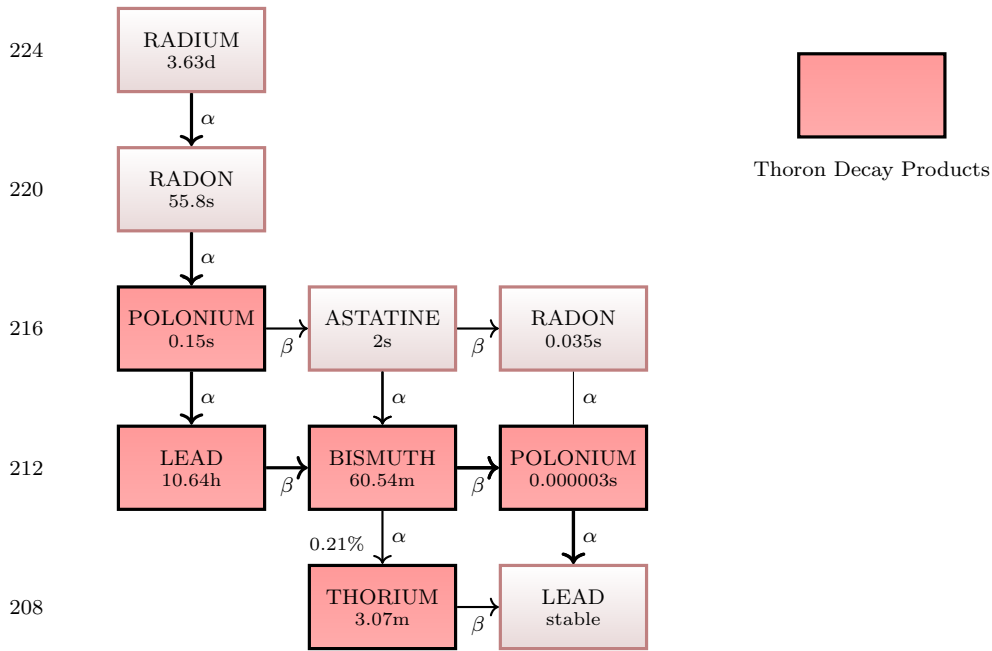 224
RADIUM
3.63d
α
Thoron Decay Products
220
RADON
55.8s
α
216
POLONIUM
0.15s
β
ASTATINE
2s
β
RADON
0.035s
α
α
α
212
LEAD
10.64h
β
BISMUTH
60.54m
β
POLONIUM
0.000003s
0.21%
α
α
208
THORIUM
3.07m
β
LEAD
stable